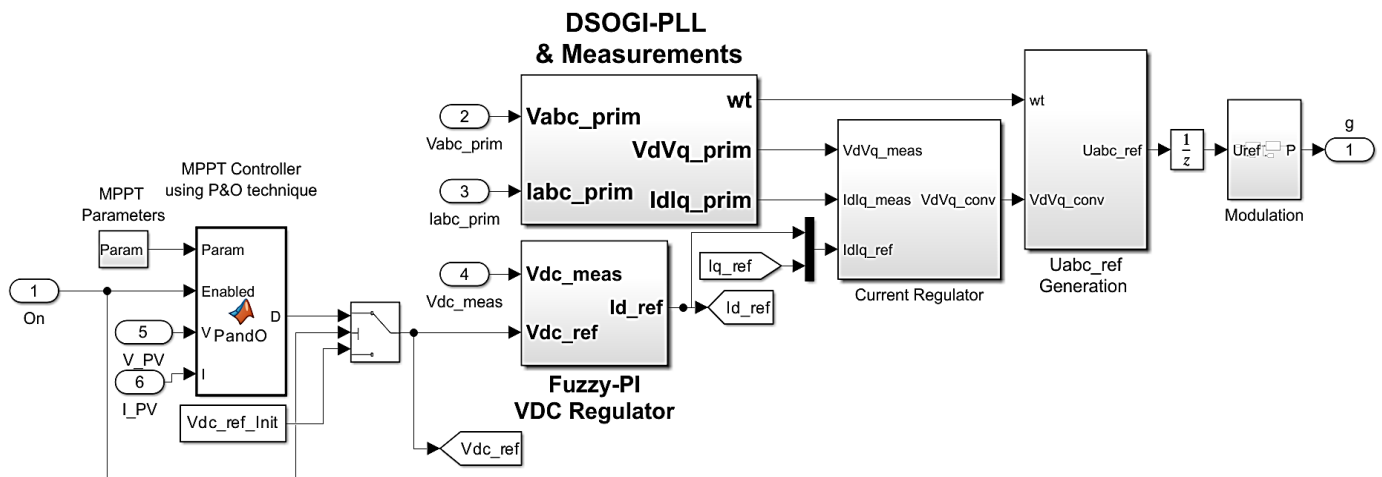 DSOGI-PLL
& Measurements
2
Vabc_prim
3
Iabc_prim
Vabc_prim
Iabc_prim
wt
VdVq_prim
IdIq_prim
MPPT Controller
using P&O technique
MPPT
Parameters
Param
1
On
5
V_PV
6
I_PV
Param
Enabled
V
I
PandO
D
Vdc_ref_Init
4
Vdc_meas
Vdc_meas
Vdc_ref
Id_ref
Fuzzy-PI
VDC Regulator
Vdc_ref
Iq_ref
Id_ref
VdVq_meas
IdIq_meas
IdIq_ref
VdVq_conv
Current Regulator
wt
VdVq_conv
Uabc_ref
Uabc_ref
Generation
1
z
Uref
P
Modulation
g
1